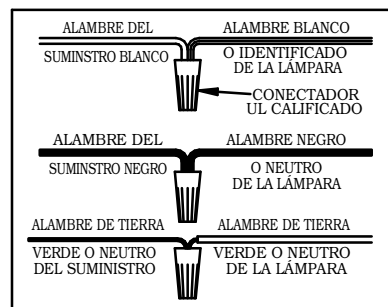 ALAMBRE DEL ALAMBRE BLANCO
SUMINSTRO BLANCO O IDENTIFICADO
DE LA LÁMPARA
CONECTADOR
UL CALIFICADO
ALAMBRE DEL ALAMBRE NEGRO
SUMINSTRO NEGRO O NEUTRO
DE LA LÁMPARA
ALAMBRE DE TIERRA ALAMBRE DE TIERRA
VERDE O NEUTRO VERDE O NEUTRO
DEL SUMINISTRO DE LA LÁMPARA